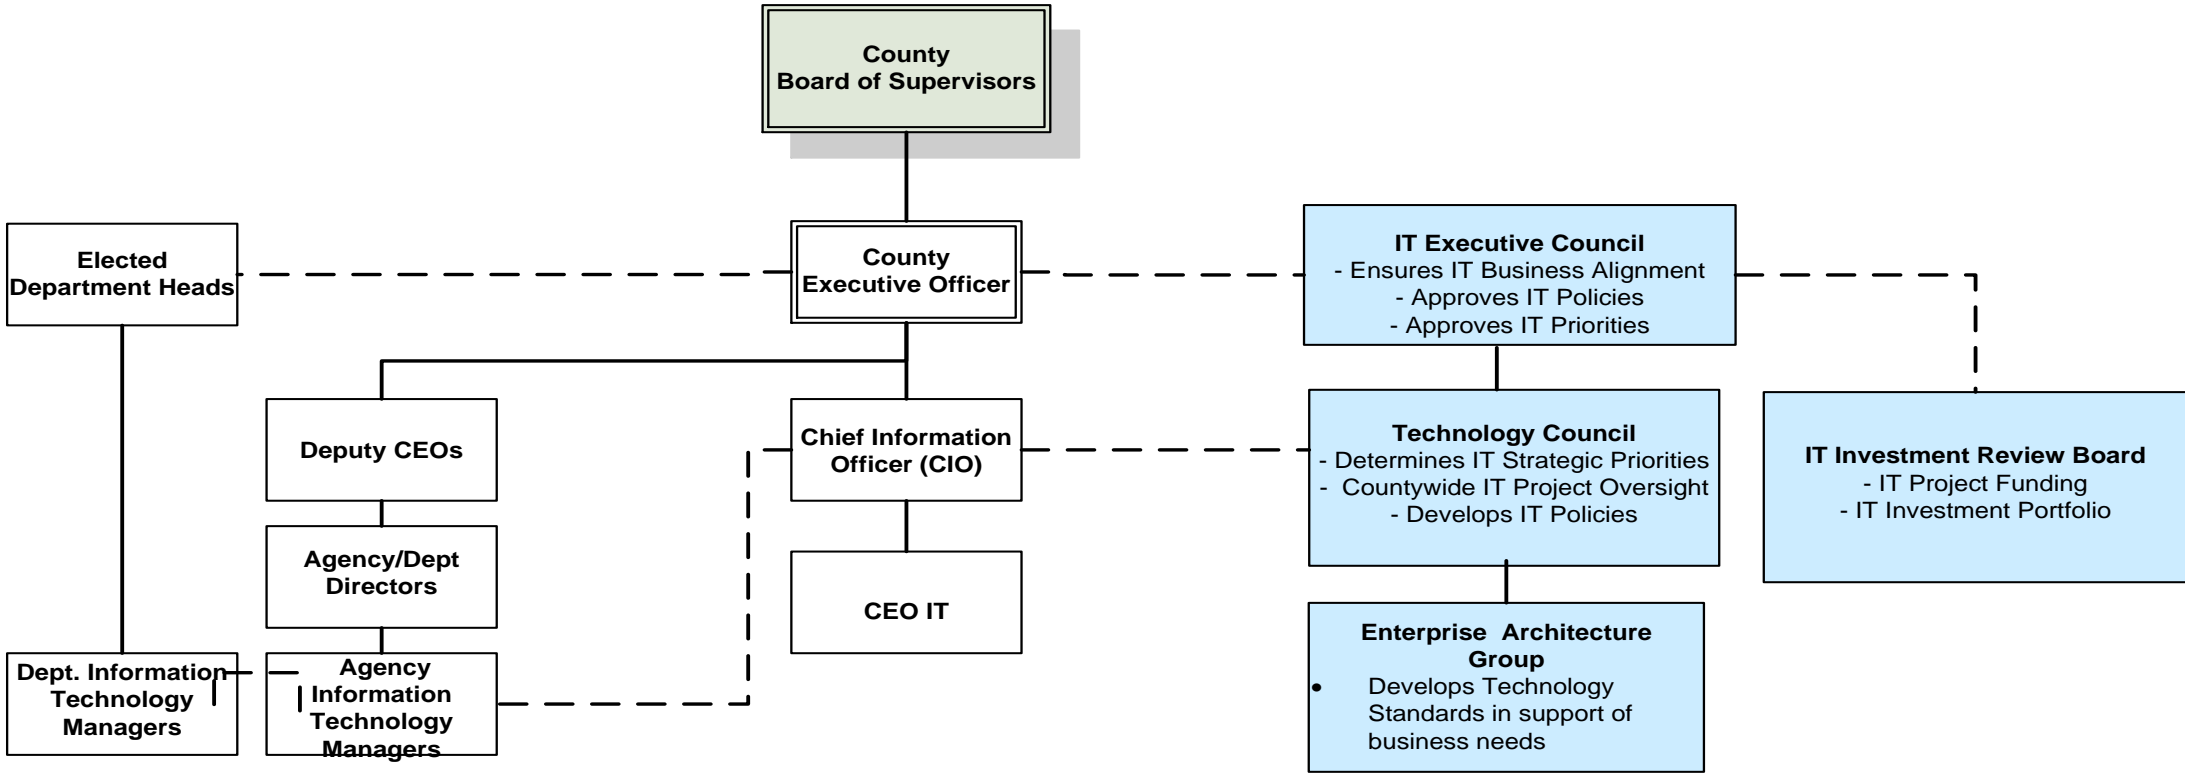 County
Board of Supervisors
Elected
Department Heads
County
Executive Officer
IT Executive Council
- Ensures IT Business Alignment
- Approves IT Policies
- Approves IT Priorities
Deputy CEOs
Chief Information
Officer (CIO)
Technology Council
- Determines IT Strategic Priorities
- Countywide IT Project Oversight
- Develops IT Policies
IT Investment Review Board
- IT Project Funding
- IT Investment Portfolio
Agency/Dept
Directors
CEO IT
Dept. Information
Technology
Managers
Agency
Information
Technology
Managers
Enterprise Architecture
Group
• Develops Technology
Standards in support of
business needs